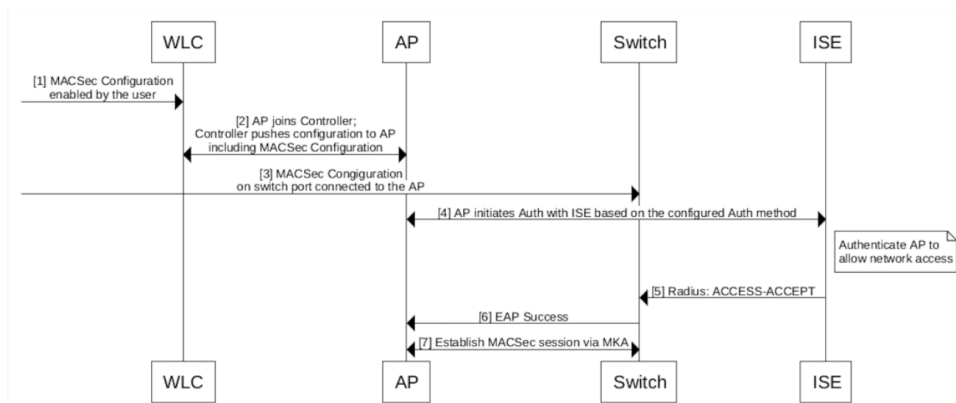 WLC
AP
Switch
ISE
[1] MACSec Configuration
enabled by the user
[2] AP joins Controller;
Controller pushes configuration to AP
including MACSec Configuration
[3] MACSec Congiguration
on switch port connected to the AP
[4] AP initiates Auth with ISE based on the configured Auth method
Authenticate AP to
allow network access
[5] Radius: ACCESS-ACCEPT
[6] EAP Success
[7] Establish MACSec session via MKA
WLC
AP
Switch
ISE